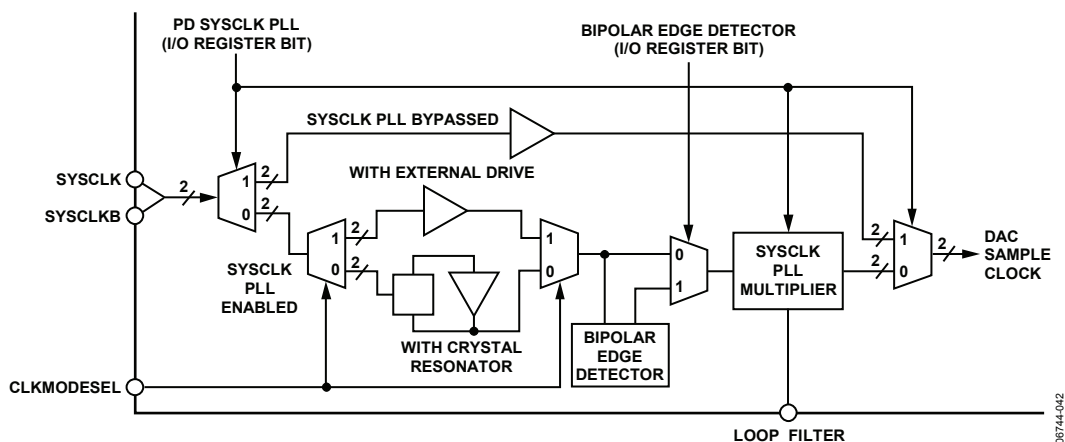 PD SYSCLK PLL
(I/O REGISTER BIT)
BIPOLAR EDGE DETECTOR
(I/O REGISTER BIT)
SYSCLK PLL BYPASSED
2
WITH EXTERNAL DRIVE
SYSCLK
SYSCLKB
2
1
0
2
SYSCLK
PLL
ENABLED
1
0
2
2
WITH CRYSTAL
RESONATOR
1
0
0
1
BIPOLAR
EDGE
DETECTOR
SYSCLK
PLL
MULTIPLIER
2
2
1
0
2
DAC
SAMPLE
CLOCK
CLKMODESEL
LOOP_FILTER
06744-042